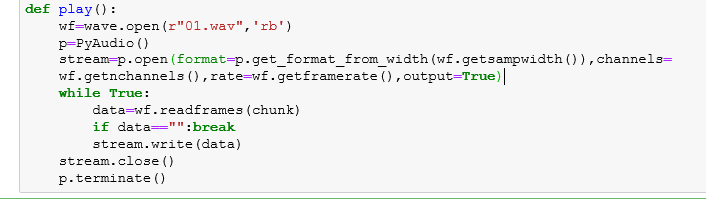 def play():
    wf=wave.open(r"01.wav",'rb')
    p=PyAudio()
    stream=p.open(format=p.get_format_from_width(wf.getsampwidth()),channels=
    wf.getnchannels(),rate=wf.getframerate(),output=True)
    while True:
        data=wf.readframes(chunk)
        if data=="":break
        stream.write(data)
    stream.close()
    p.terminate()